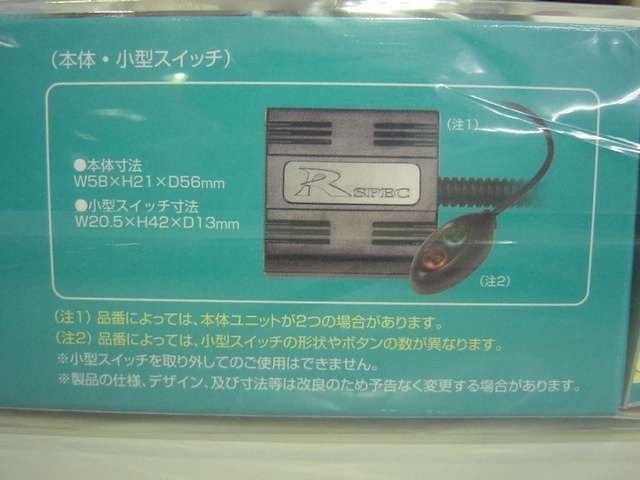 (本体・小型スイッチ)
●本体寸法
W58×H21×D56mm
●小型スイッチ寸法
W20.5×H42×D13mm
(注1)
R SPEC
(注2)
(注1) 品番によっては、本体ユニットが2つの場合があります。
(注2) 品番によっては、小型スイッチの形状やボタンの数が異なります。
※小型スイッチを取り外してのご使用はできません。
※製品の仕様、デザイン、及び寸法等は改良のため予告なく変更する場合があります。